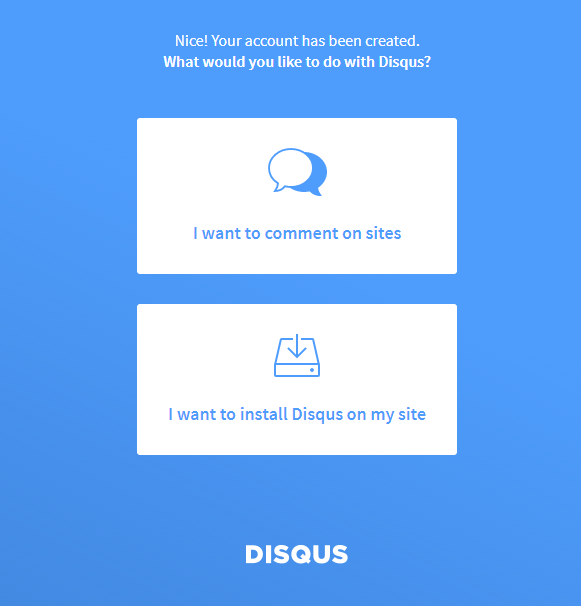 Nice! Your account has been created.
What would you like to do with Disqus?
I want to comment on sites
I want to install Disqus on my site
DISQUS